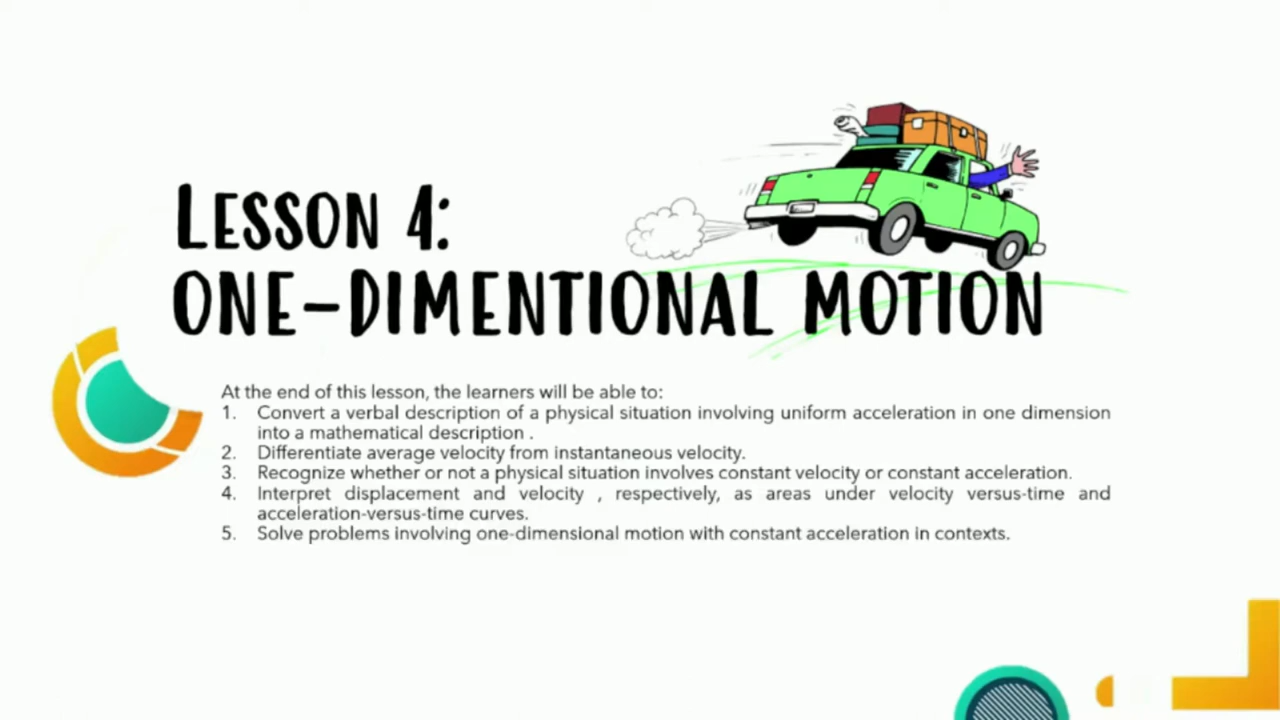 LESSON 4:
ONE-DIMENTIONAL MOTION
At the end of this lesson, the learners will be able to:
1. Convert a verbal description of a physical situation involving uniform acceleration in one dimension
into a mathematical description .
2. Differentiate average velocity from instantaneous velocity.
3. Recognize whether or not a physical situation involves constant velocity or constant acceleration.
4. Interpret displacement and velocity , respectively, as areas under velocity versus-time and
acceleration-versus-time curves.
5. Solve problems involving one-dimensional motion with constant acceleration in contexts.